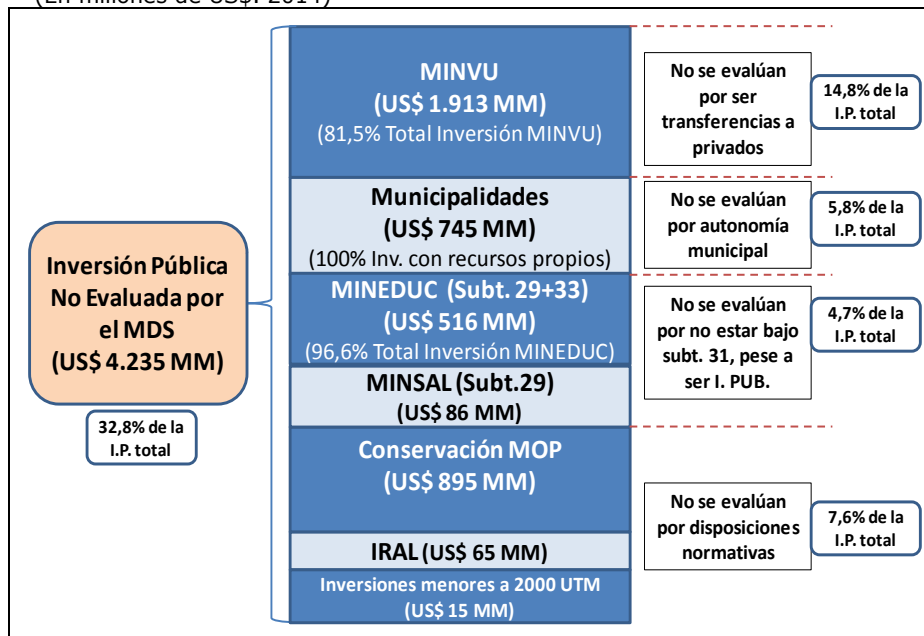 (En millones de US$. 2014)
MINVU
(US$ 1.913 MM)
(81,5% Total Inversión MINVU)
No se evalúan
por ser
transferencias a
privados
14,8% de la
I.P. total
Municipalidades
(US$ 745 MM)
(100% Inv. con recursos propios)
No se evalúan
por autonomía
municipal
5,8% de la
I.P. total
Inversión Pública
No Evaluada por
el MDS
(US$ 4.235 MM)
32,8% de la
I.P. total
MINEDUC (Subt. 29+33)
(US$ 516 MM)
(96,6% Total Inversión MINEDUC)
MINSAL (Subt.29)
(US$ 86 MM)
No se evalúan
por no estar bajo
subt. 31, pese a
ser I. PUB.
4,7% de la
I.P. total
Conservación MOP
(US$ 895 MM)
IRAL (US$ 65 MM)
Inversiones menores a 2000 UTM
(US$ 15 MM)
No se evalúan
por disposiciones
normativas
7,6% de la
I.P. total